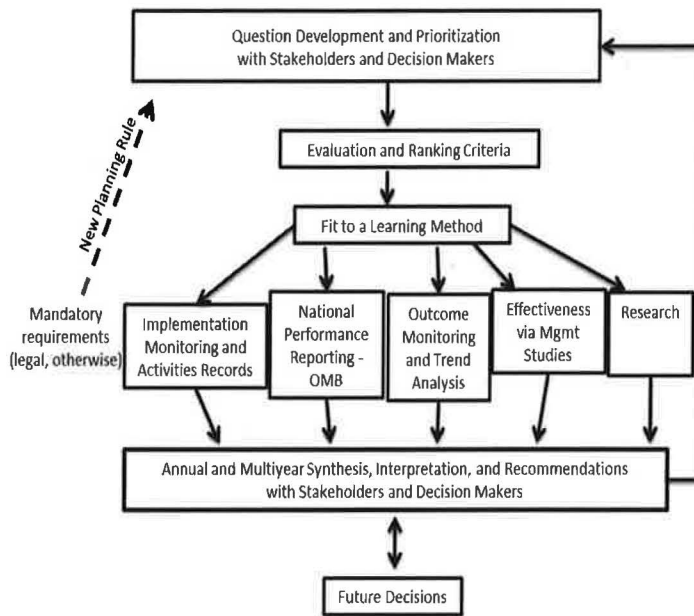 Question Development and Prioritization
with Stakeholders and Decision Makers
New Planning Rule
Evaluation and Ranking Criteria
Fit to a Learning Method
Mandatory
requirements
(legal, otherwise)
Implementation
Monitoring and
Activities Records
National
Performance
Reporting -
OMB
Outcome
Monitoring
and Trend
Analysis
Effectiveness
via Mgmt
Studies
Research
Annual and Multiyear Synthesis, Interpretation, and Recommendations
with Stakeholders and Decision Makers
Future Decisions